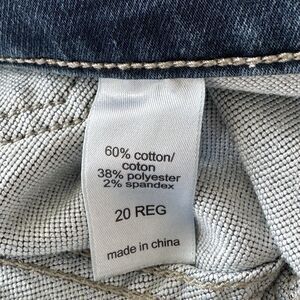 60% cotton/
coton
38% polyester
2% spandex
20 REG
made in china